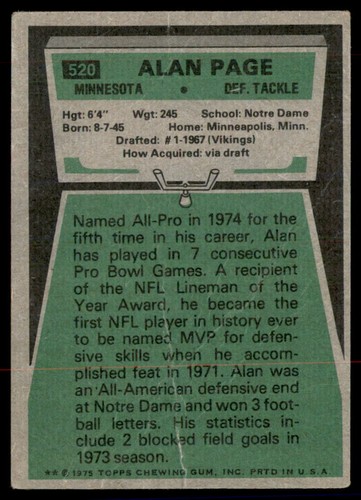 520 ALAN PAGE
MINNESOTA • DEF. TACKLE
Hgt: 6'4" Wgt: 245 School: Notre Dame
Born: 8-7-45 Home: Minneapolis, Minn.
Drafted: #1-1967 (Vikings)
How Acquired: via draft
Named All-Pro in 1974 for the
fifth time in his career, Alan
has played in 7 consecutive
Pro Bowl Games. A recipient
of the NFL Lineman of the
Year Award, he became the
first NFL player in history ever
to be named MVP for defen-
sive skills when he accom-
plished feat in 1971. Alan was
an All-American defensive end
at Notre Dame and won 3 foot-
ball letters. His statistics
include 2 blocked field goals in
1973 season.
** © 1975 TOPPS CHEWING GUM, INC. PRTD IN U.S.A.